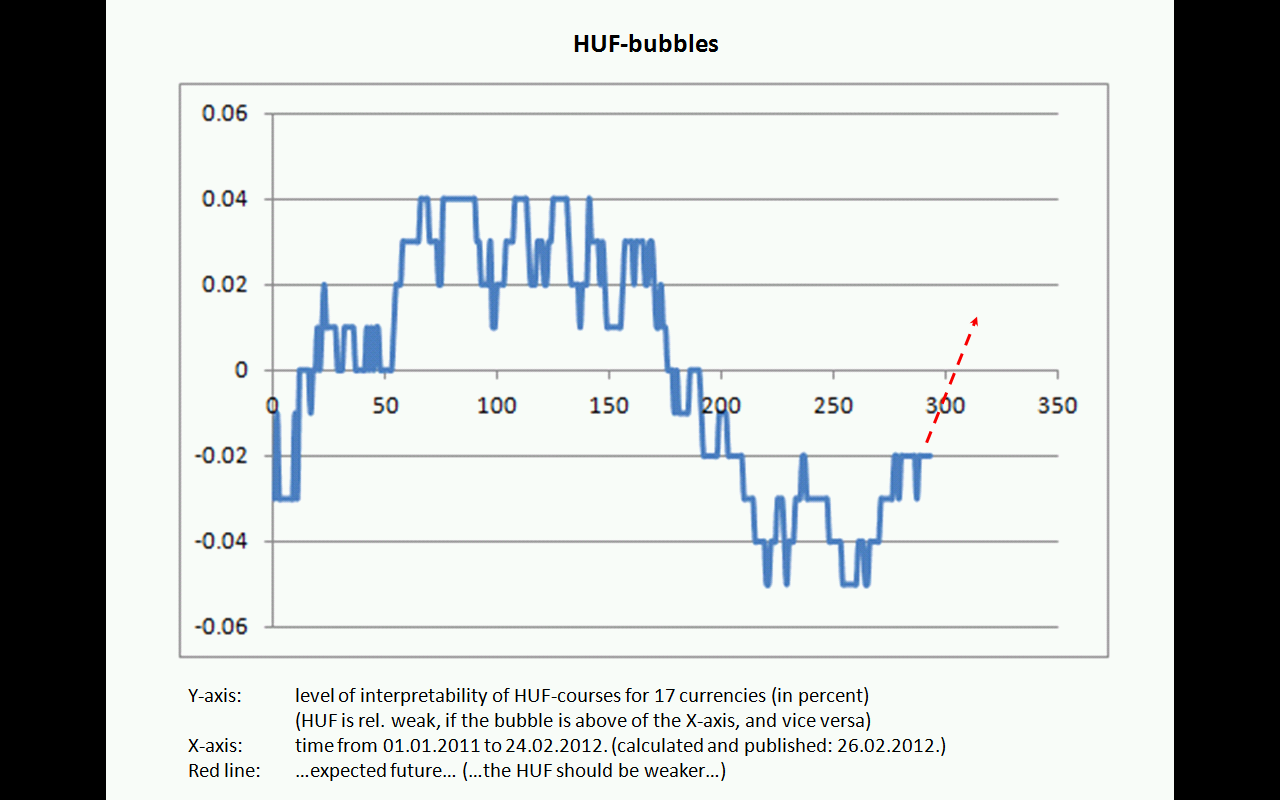 HUF-bubbles
0.06
0.04
0.02
0
0 50 100 150 200 250 300 350
-0.02
-0.04
-0.06
Y-axis: level of interpretability of HUF-courses for 17 currencies (in percent)
(HUF is rel. weak, if the bubble is above of the X-axis, and vice versa)
X-axis: time from 01.01.2011 to 24.02.2012. (calculated and published: 26.02.2012.)
Red line: ...expected future... (...the HUF should be weaker...)